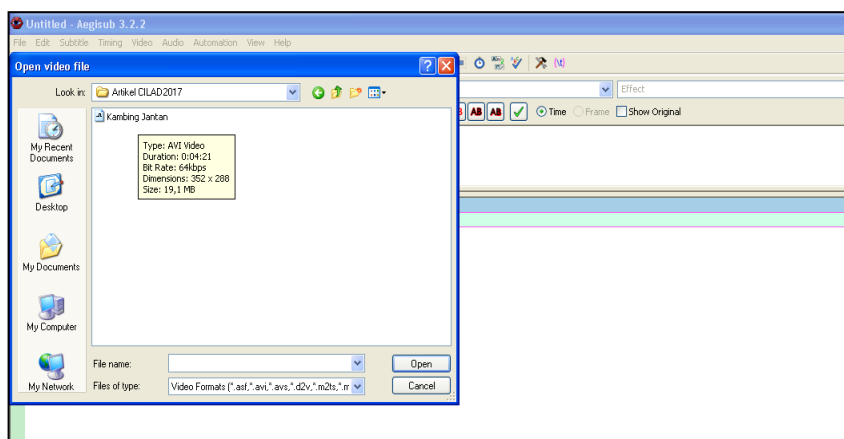 Untitled - Aegisub 3.2.2
File Edit Subtitle Timing Video Audio Automation View Help
Open video file
Look in: Artikel CILAD2017
Effect
AB AB Time Frame Show Original
Kambing Jantan
Type: AVI Video
Duration: 0:04:21
Bit Rate: 64kbps
Dimensions: 352 x 288
Size: 19,1 MB
My Recent
Documents
Desktop
My Documents
My Computer
My Network
File name:
Open
Files of type: Video Formats (*.asf,*.avi,*.avs,*.d2v,*.m2ts,*.m
Cancel